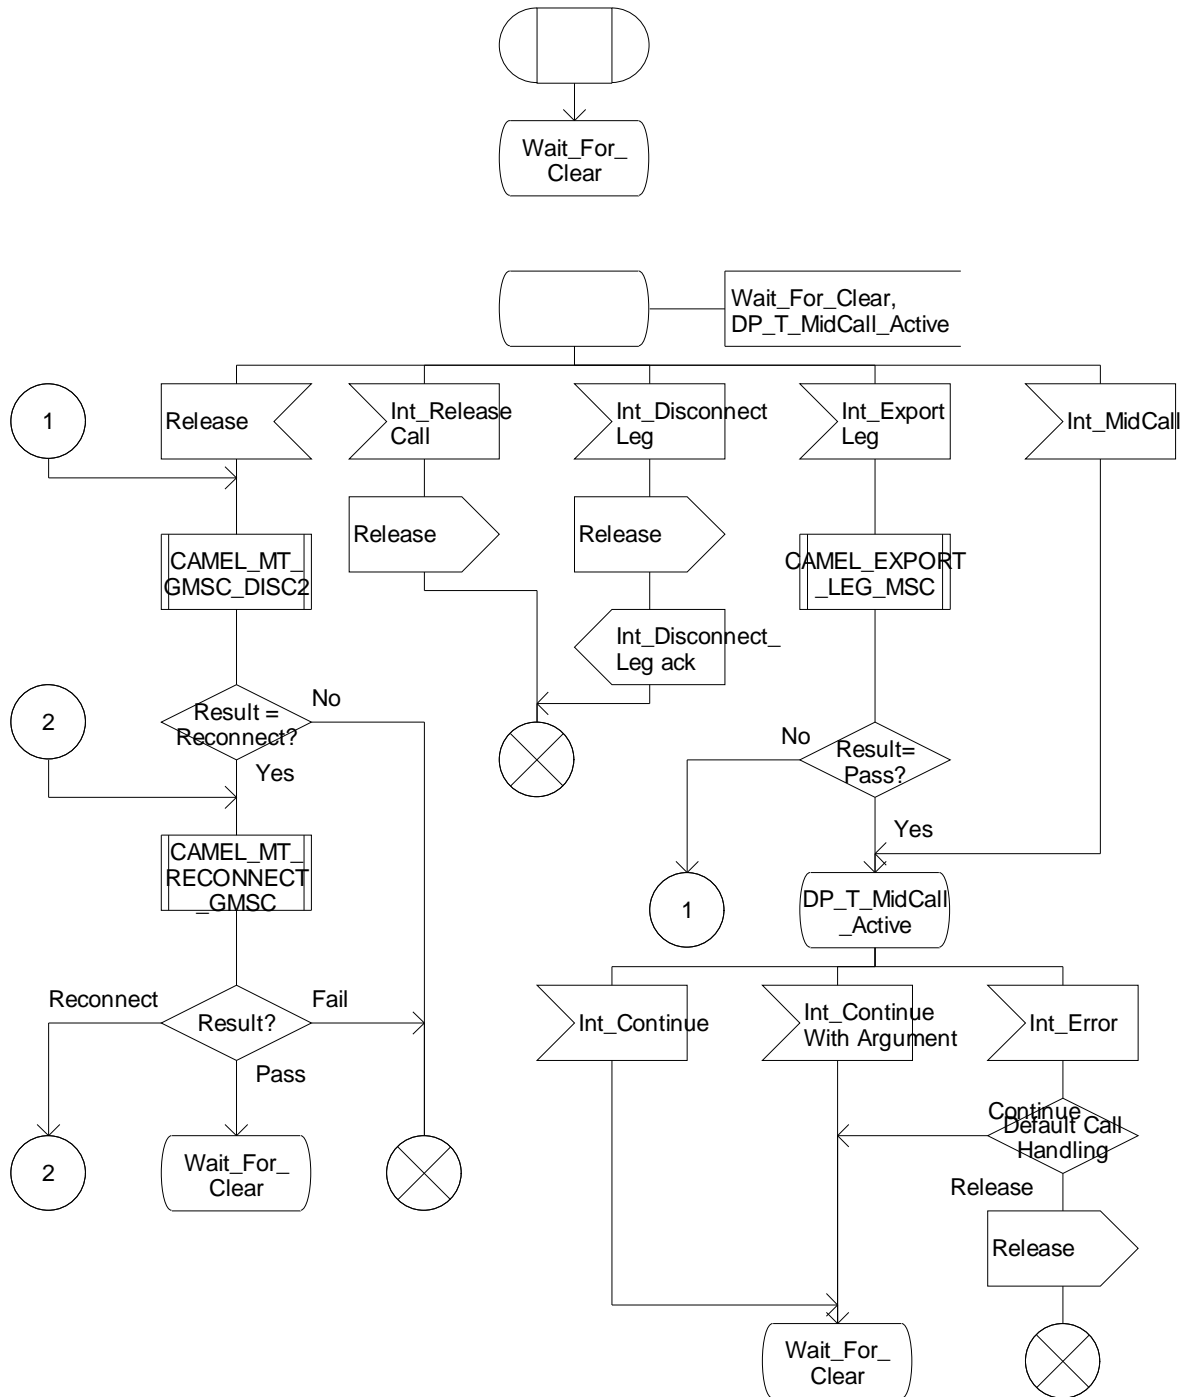 Wait_For_
Clear
Wait_For_Clear,
DP_T_MidCall_Active
1
Release
Int_Release
Call
Int_Disconnect
Leg
Int_Export
Leg
Int_MidCall
Release
Release
CAMEL_MT_
GMSC_DISC2
CAMEL_EXPORT
_LEG_MSC
Int_Disconnect_
Leg ack
2
Result =
Reconnect?
No
Yes
No
Result=
Pass?
Yes
CAMEL_MT_
RECONNECT
_GMSC
1
DP_T_MidCall
_Active
Reconnect
Result?
Fail
Pass
Int_Continue
Int_Continue
With Argument
Int_Error
Continue
Default Call
Handling
2
Wait_For_
Clear
Release
Release
Wait_For_
Clear